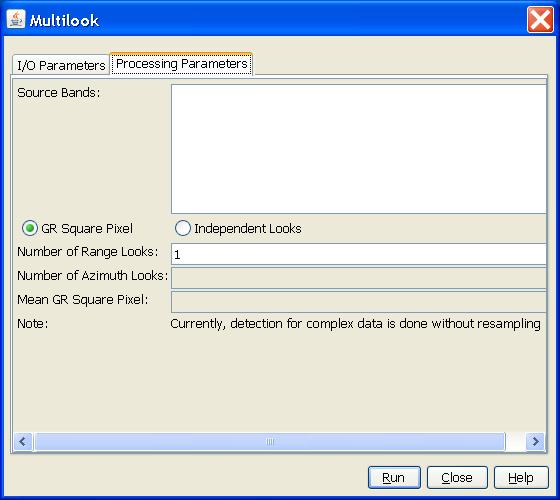 Multilook
I/O Parameters Processing Parameters
Source Bands:
GR Square Pixel Independent Looks
Number of Range Looks: 1
Number of Azimuth Looks:
Mean GR Square Pixel:
Note: Currently, detection for complex data is done without resampling
Run Close Help